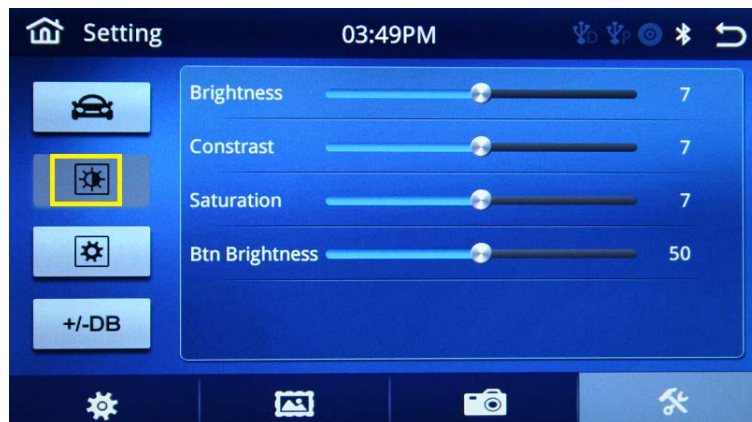 Setting 03:49PM D P
Brightness 7
Constrast 7
Saturation 7
Btn Brightness 50
+/-DB